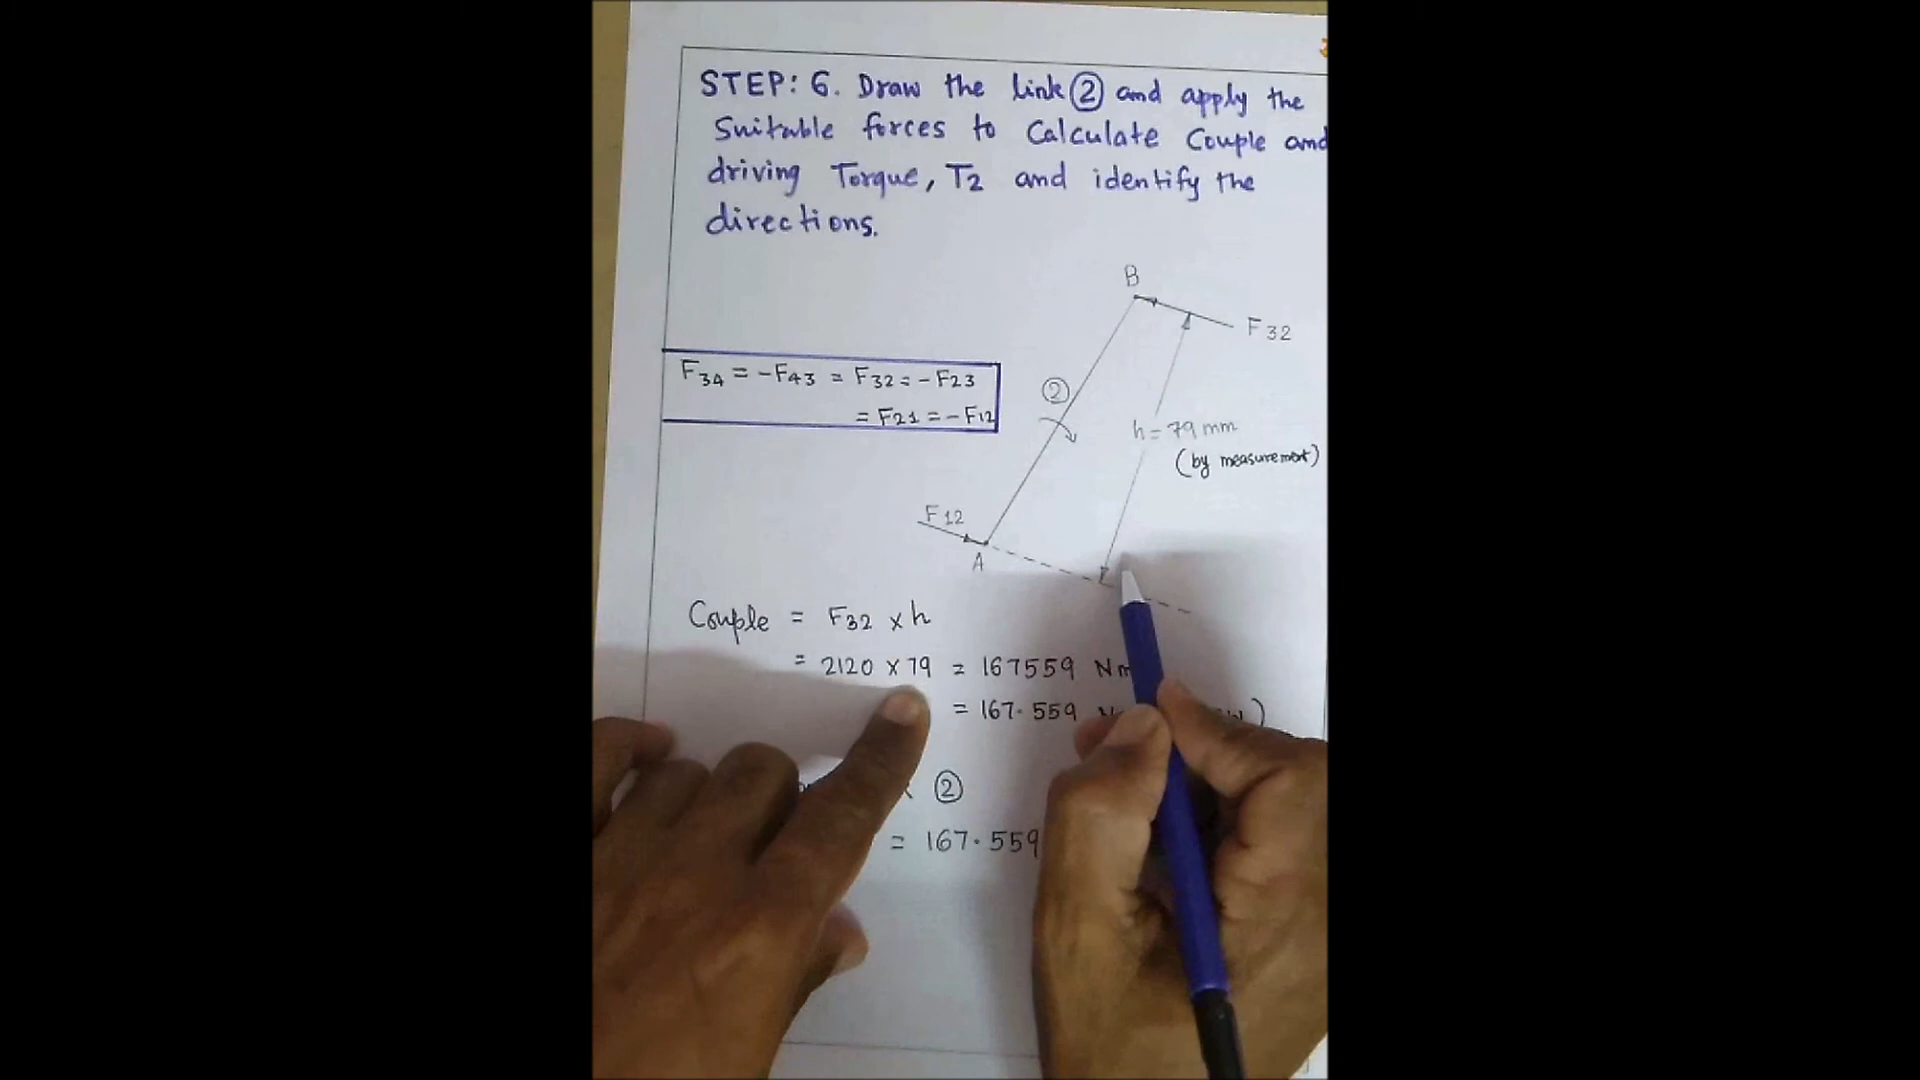 STEP: 6. Draw the link ② and apply the
Suitable forces to Calculate Couple and
driving Torque, T2 and identify the
directions.
B
F32
F34 = -F43 = F32 = -F23
= F21 = -F12
②
h = 79 mm
(by measurement)
F12
A
Couple = F32 × h
= 2120 × 79 = 167559 Nm
= 167.559
②
= 167.559